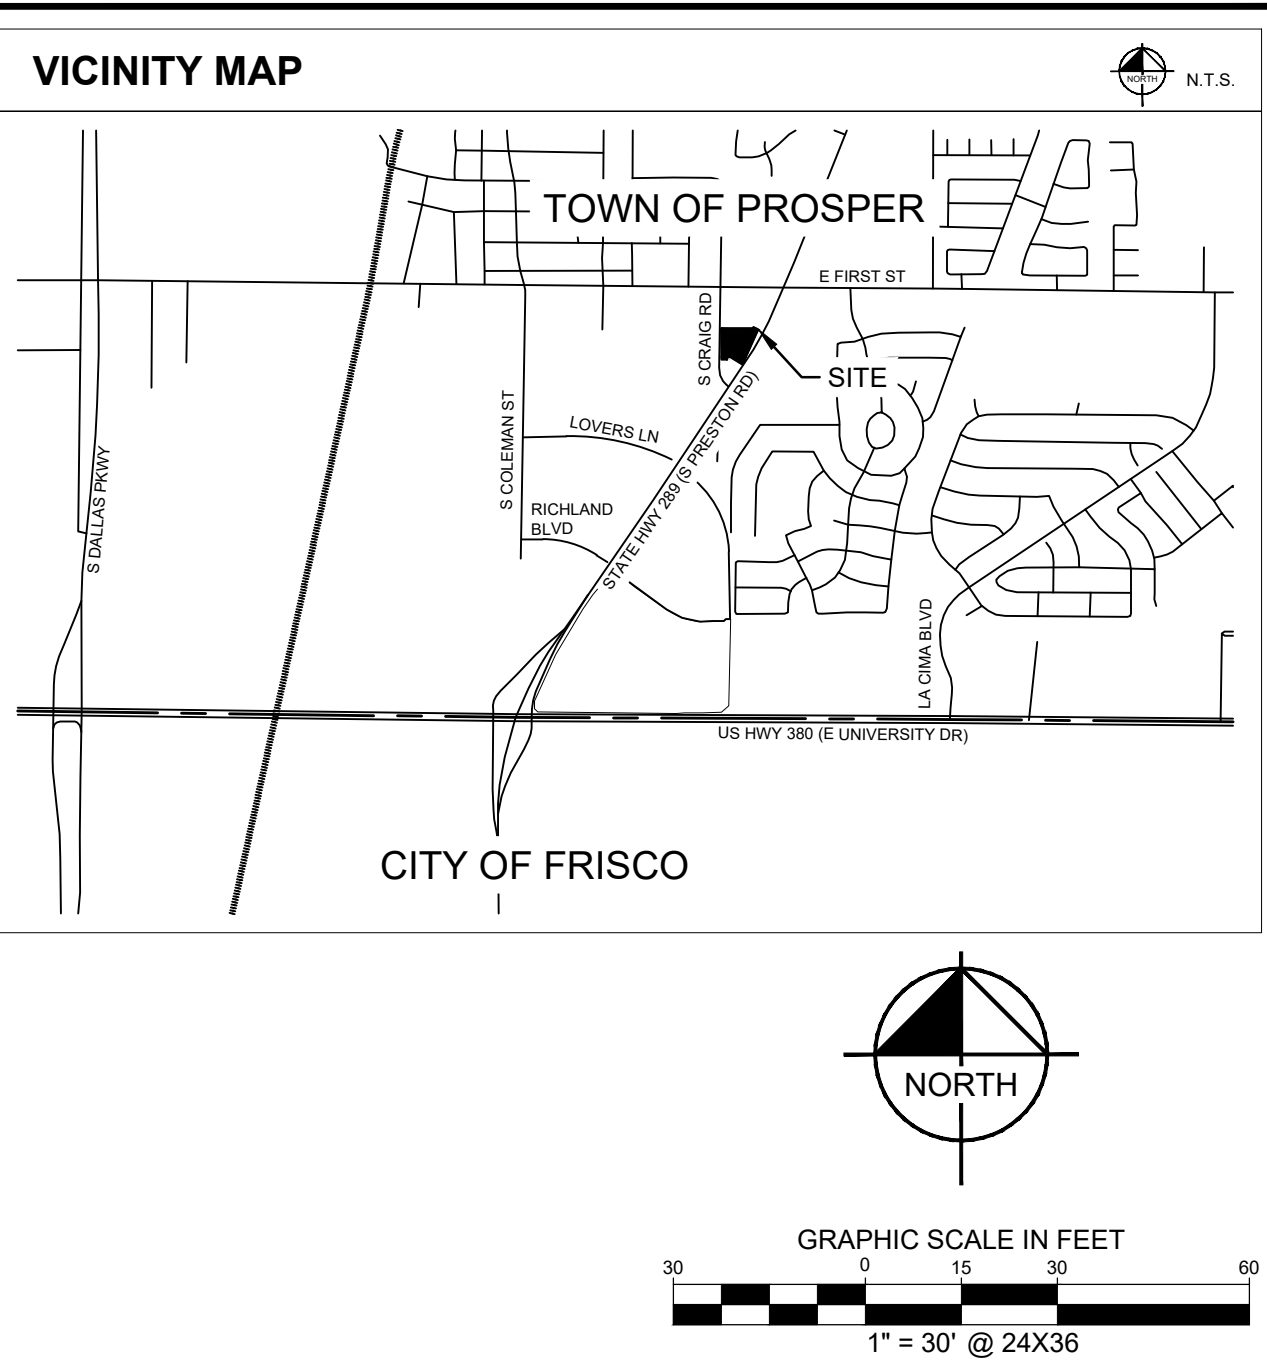 VICINITY MAP
NORTH
N.T.S.
TOWN OF PROSPER
E FIRST ST
S CRAIG RD
SITE
S COLEMAN ST
LOVERS LN
STATE HWY 289 (S PRESTON RD)
S DALLAS PKWY
RICHLAND
BLVD
LA CIMA BLVD
US HWY 380 (E UNIVERSITY DR)
CITY OF FRISCO
NORTH
GRAPHIC SCALE IN FEET
30 0 15 30 60
1" = 30' @ 24X36